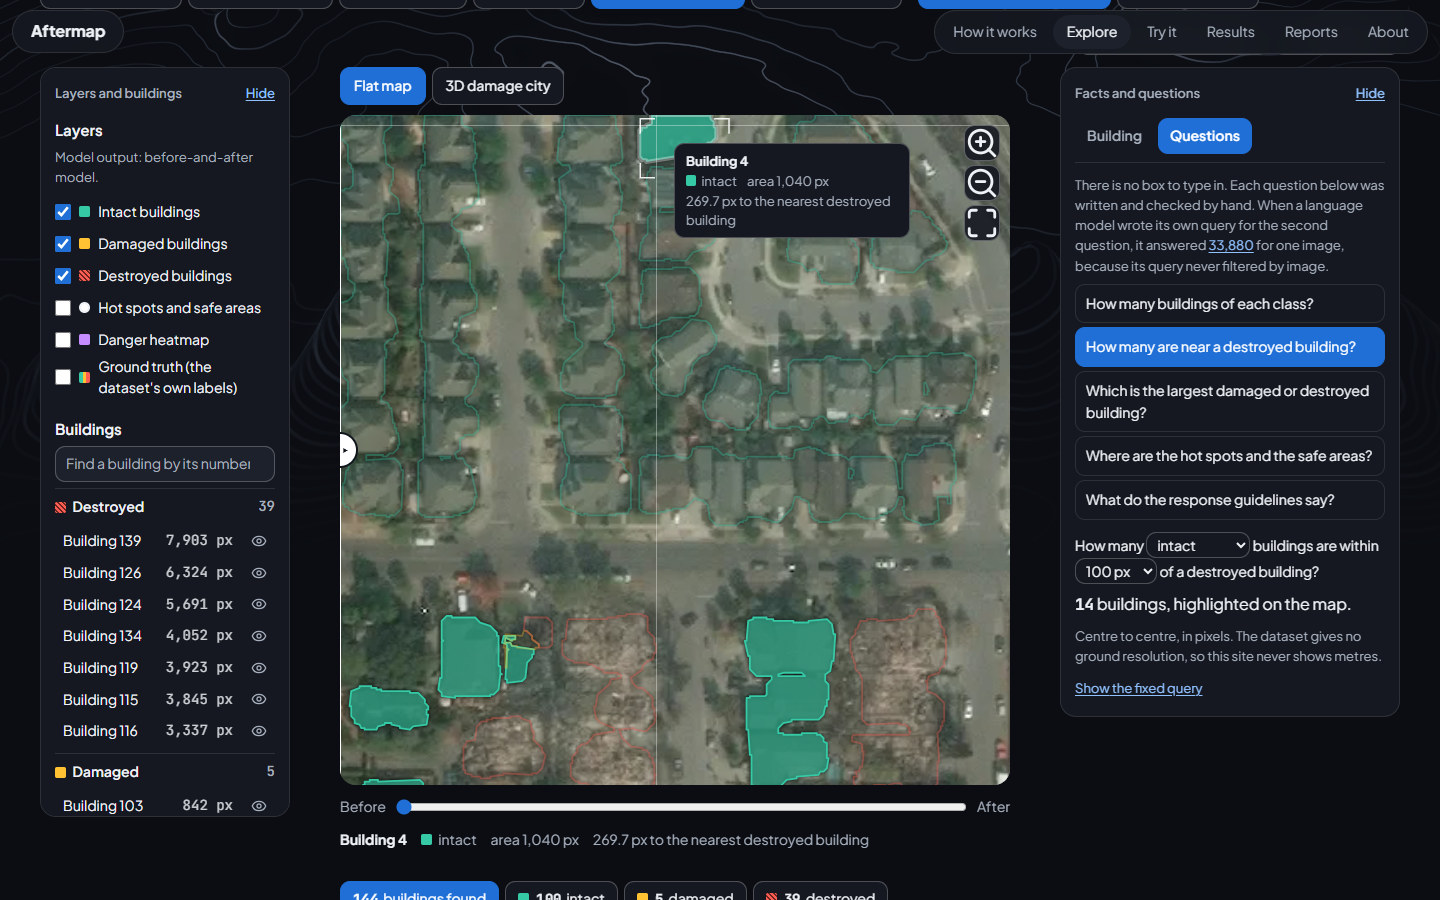 Aftermap
How it works
Explore
Try it
Results
Reports
About
Layers and buildings
Hide
Layers
Model output: before-and-after
model.
Intact buildings
Damaged buildings
Destroyed buildings
Hot spots and safe areas
Danger heatmap
Ground truth (the
dataset's own labels)
Buildings
Find a building by its number
Destroyed 39
Building 139 7,903 px
Building 126 6,324 px
Building 124 5,691 px
Building 134 4,052 px
Building 119 3,923 px
Building 115 3,845 px
Building 116 3,337 px
Damaged 5
Building 103 842 px
Flat map
3D damage city
Building 4
intact area 1,040 px
269.7 px to the nearest destroyed
building
Before
After
Building 4 intact area 1,040 px 269.7 px to the nearest destroyed building
144 buildings found
100 intact
5 damaged
39 destroyed
Facts and questions
Hide
Building
Questions
There is no box to type in. Each question below was
written and checked by hand. When a language
model wrote its own query for the second
question, it answered 33,880 for one image,
because its query never filtered by image.
How many buildings of each class?
How many are near a destroyed building?
Which is the largest damaged or destroyed
building?
Where are the hot spots and the safe areas?
What do the response guidelines say?
How many intact buildings are within
100 px of a destroyed building?
14 buildings, highlighted on the map.
Centre to centre, in pixels. The dataset gives no
ground resolution, so this site never shows metres.
Show the fixed query